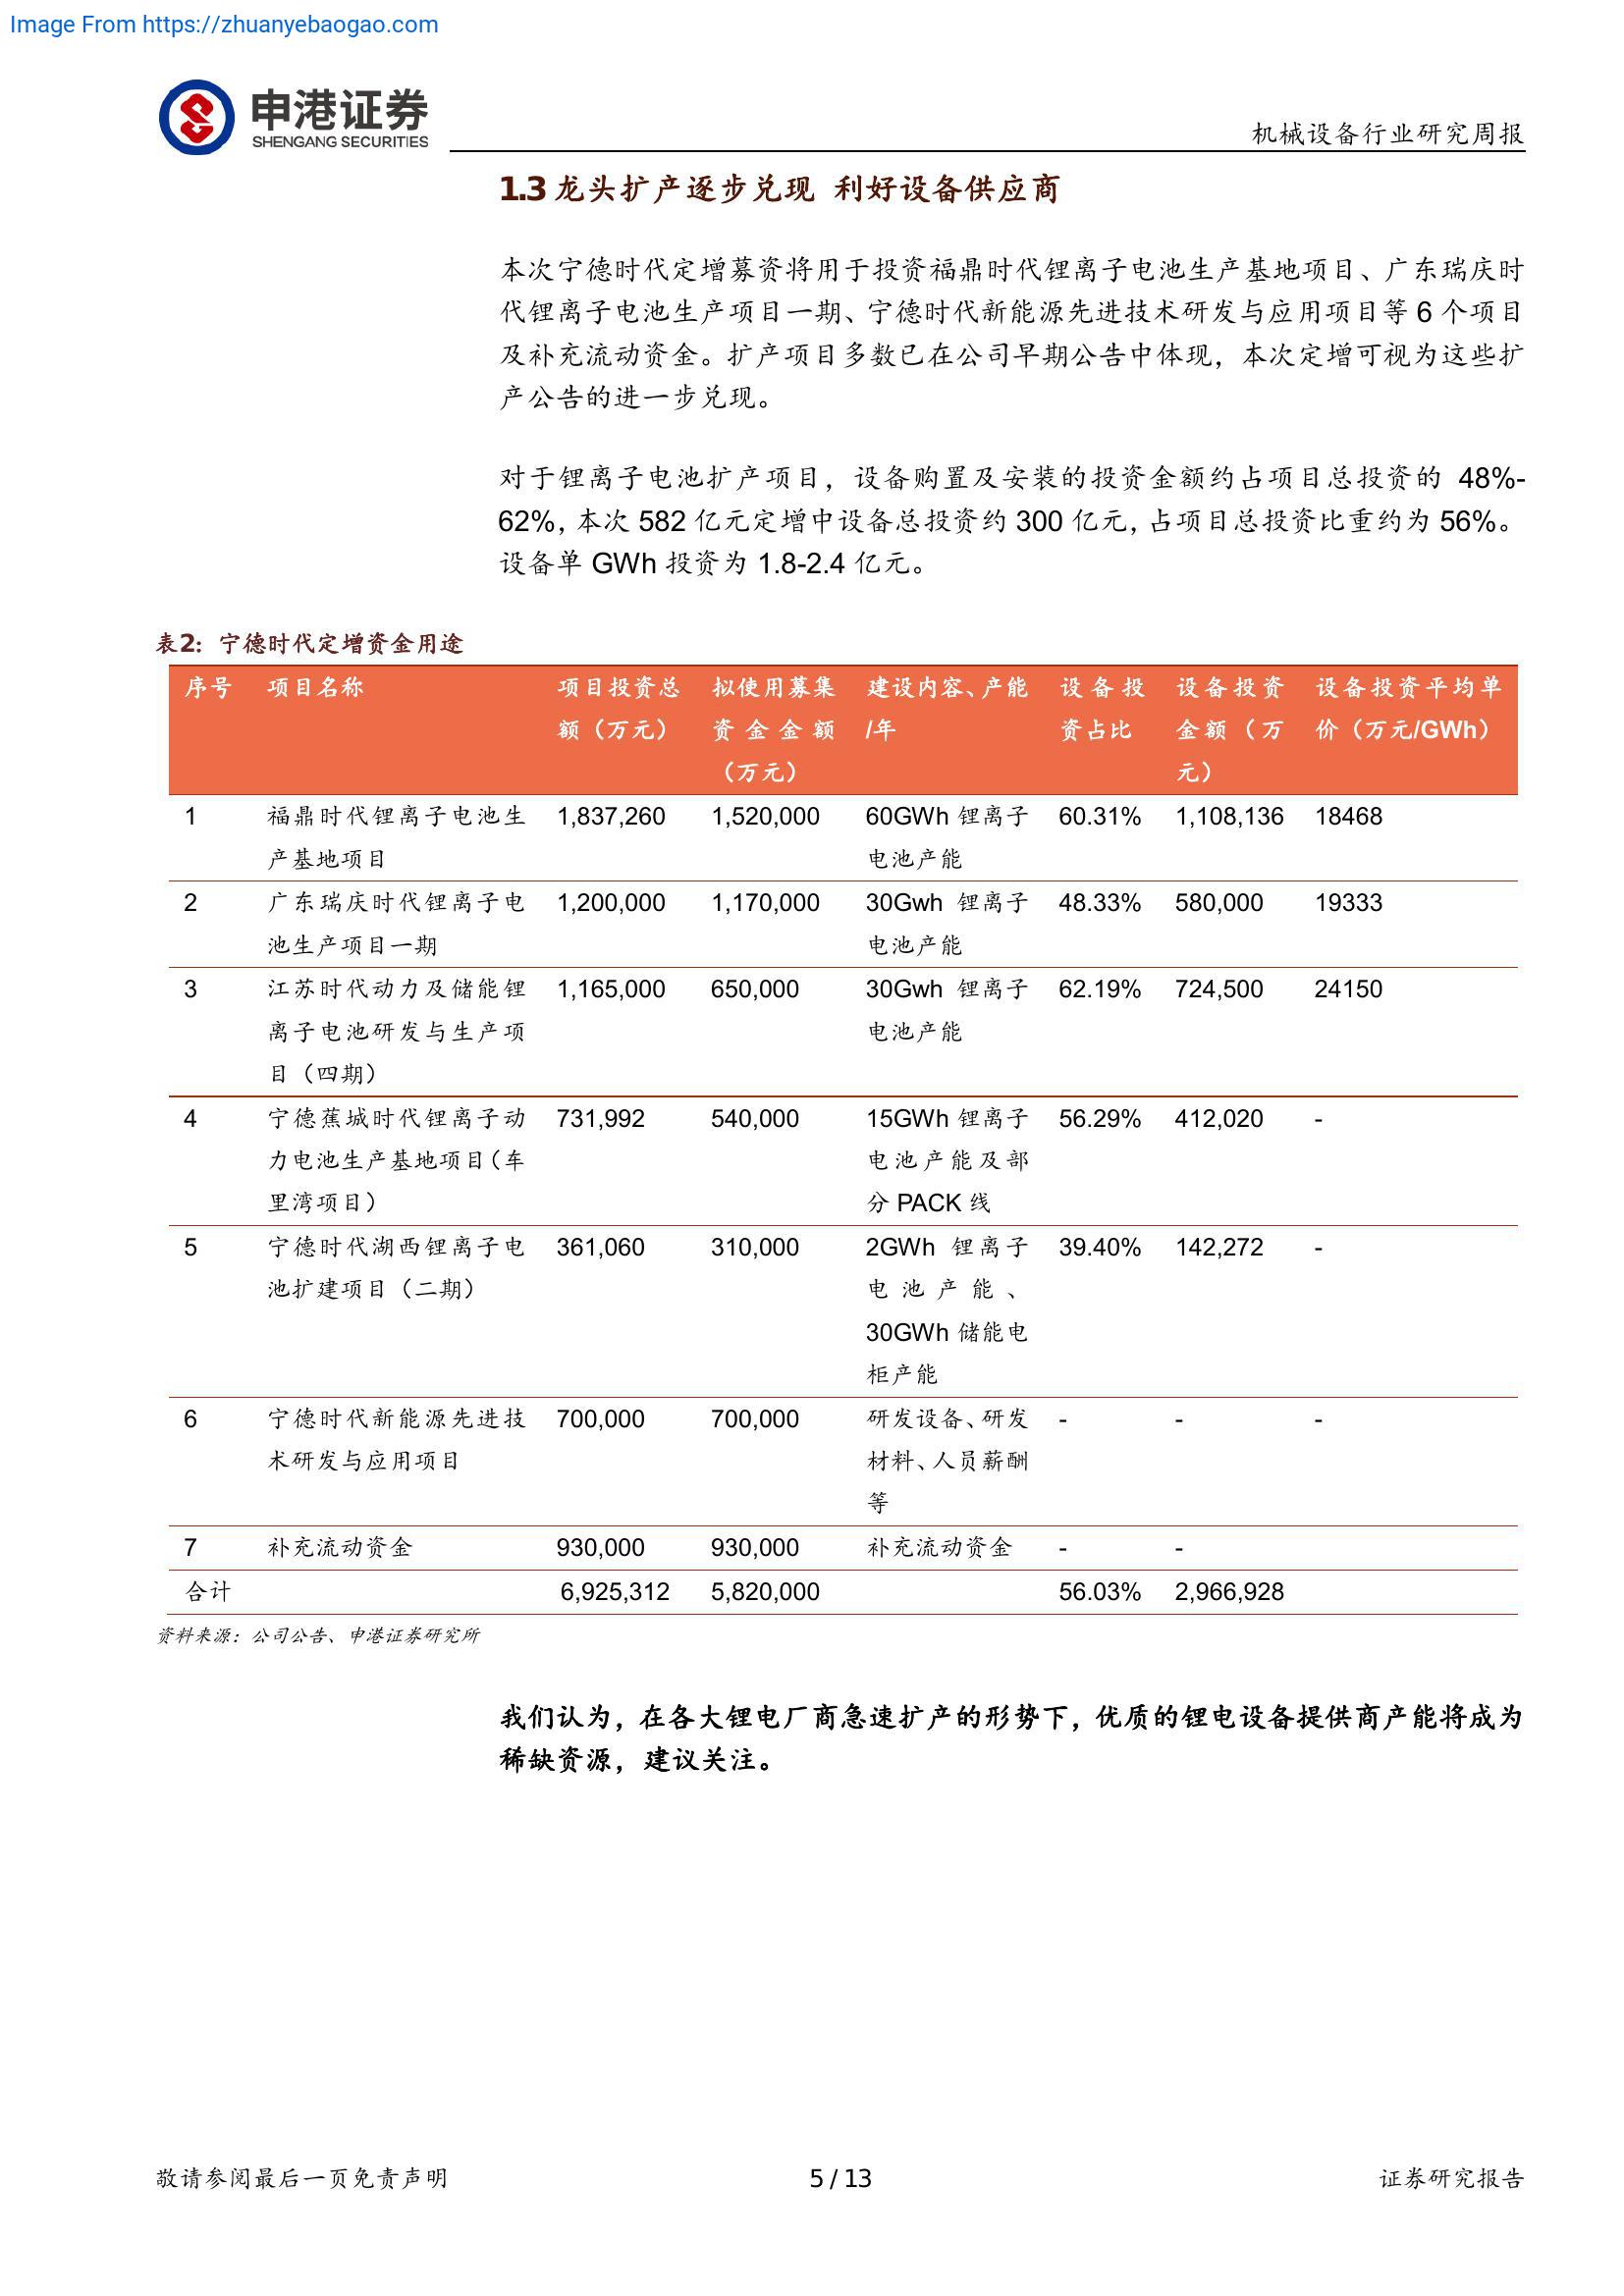 Image From https://zhuanyebaogao.com
申港证券
SHENGANG SECURITIES
机械设备行业研究周报
1.3 龙头扩产逐步兑现 利好设备供应商
本次宁德时代定增募资将用于投资福鼎时代锂离子电池生产基地项目、广东瑞庆时
代锂离子电池生产项目一期、宁德时代新能源先进技术研发与应用项目等 6 个项目
及补充流动资金。扩产项目多数已在公司早期公告中体现，本次定增可视为这些扩
产公告的进一步兑现。
对于锂离子电池扩产项目，设备购置及安装的投资金额约占项目总投资的 48%-
62%，本次 582 亿元定增中设备总投资约 300 亿元，占项目总投资比重约为 56%。
设备单 GWh 投资为 1.8-2.4 亿元。
表2：宁德时代定增资金用途
序号 项目名称 项目投资总 拟使用募集 建设内容、产能 设备投 设备投资 设备投资平均单
额（万元） 资金金额 /年 资占比 金额（万 价（万元/GWh）
（万元） 元）
1 福鼎时代锂离子电池生 1,837,260 1,520,000 60GWh 锂离子 60.31% 1,108,136 18468
产基地项目 电池产能
2 广东瑞庆时代锂离子电 1,200,000 1,170,000 30Gwh 锂离子 48.33% 580,000 19333
池生产项目一期 电池产能
3 江苏时代动力及储能锂 1,165,000 650,000 30Gwh 锂离子 62.19% 724,500 24150
离子电池研发与生产项 电池产能
目（四期）
4 宁德蕉城时代锂离子动 731,992 540,000 15GWh 锂离子 56.29% 412,020 -
力电池生产基地项目（车 电池产能及部
里湾项目） 分 PACK 线
5 宁德时代湖西锂离子电 361,060 310,000 2GWh 锂离子 39.40% 142,272 -
池扩建项目（二期） 电池产能、
30GWh 储能电
柜产能
6 宁德时代新能源先进技 700,000 700,000 研发设备、研发 - - -
术研发与应用项目 材料、人员薪酬
等
7 补充流动资金 930,000 930,000 补充流动资金 - -
合计 6,925,312 5,820,000 56.03% 2,966,928
资料来源：公司公告、申港证券研究所
我们认为，在各大锂电厂商急速扩产的形势下，优质的锂电设备提供商产能将成为
稀缺资源，建议关注。
敬请参阅最后一页免责声明 5 / 13 证券研究报告